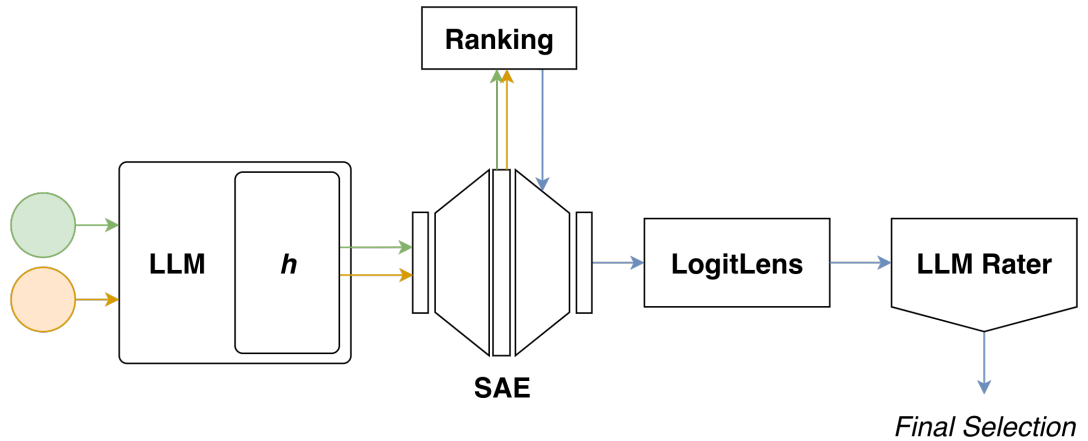 Ranking
LLM
h
SAE
LogitLens
LLM Rater
Final Selection